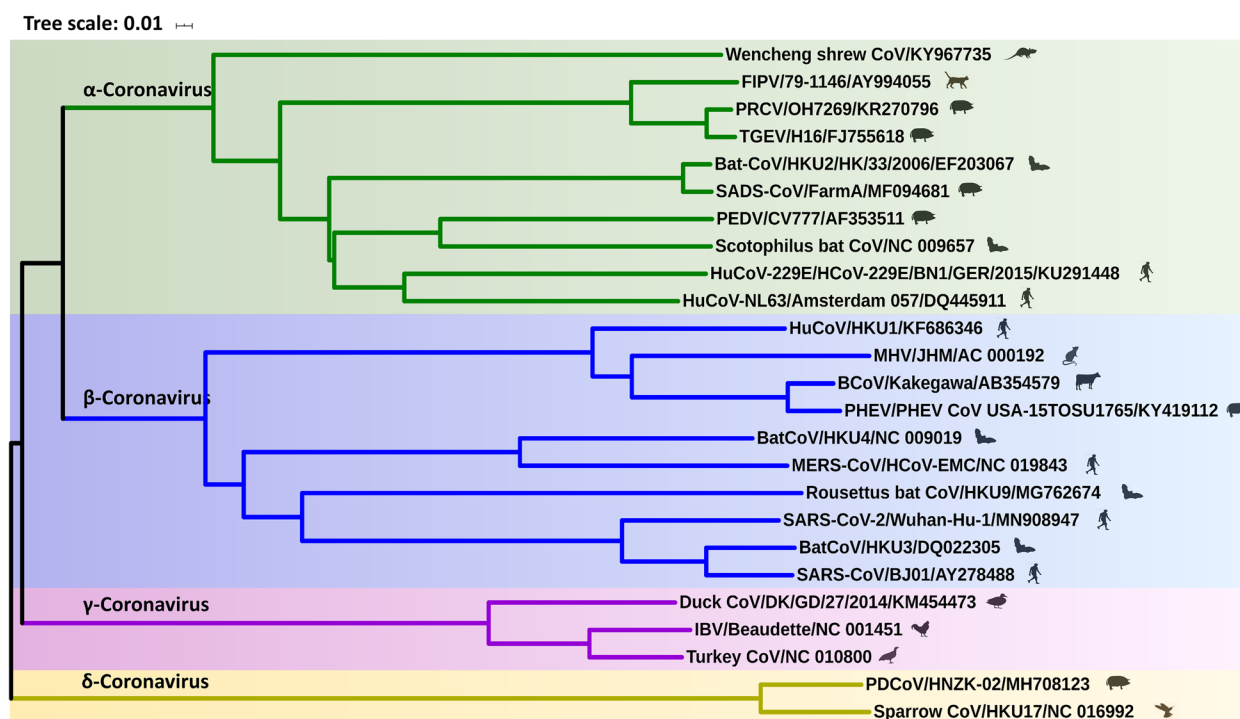 Tree scale: 0.01
Wencheng shrew CoV/KY967735
α-Coronavirus
FIPV/79-1146/AY994055
PRCV/OH7269/KR270796
TGEV/H16/FJ755618
Bat-CoV/HKU2/HK/33/2006/EF203067
SADS-CoV/FarmA/MF094681
PEDV/CV777/AF353511
Scotophilus bat CoV/NC 009657
HuCoV-229E/HCoV-229E/BN1/GER/2015/KU291448
HuCoV-NL63/Amsterdam 057/DQ445911
HuCoV/HKU1/KF686346
MHV/JHM/AC 000192
BCoV/Kakegawa/AB354579
β-Coronavirus
PHEV/PHEV CoV USA-15TOSU1765/KY419112
BatCoV/HKU4/NC 009019
MERS-CoV/HCoV-EMC/NC 019843
Rousettus bat CoV/HKU9/MG762674
SARS-CoV-2/Wuhan-Hu-1/MN908947
BatCoV/HKU3/DQ022305
SARS-CoV/BJ01/AY278488
γ-Coronavirus
Duck CoV/DK/GD/27/2014/KM454473
IBV/Beaudette/NC 001451
Turkey CoV/NC 010800
δ-Coronavirus
PDCoV/HNZK-02/MH708123
Sparrow CoV/HKU17/NC 016992